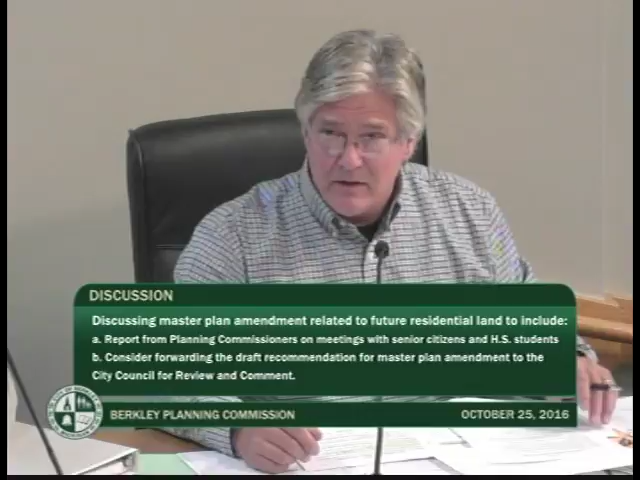 DISCUSSION
Discussing master plan amendment related to future residential land to include:
a. Report from Planning Commissioners on meetings with senior citizens and H.S. students
b. Consider forwarding the draft recommendation for master plan amendment to the
City Council for Review and Comment.
BERKLEY PLANNING COMMISSION OCTOBER 25, 2016